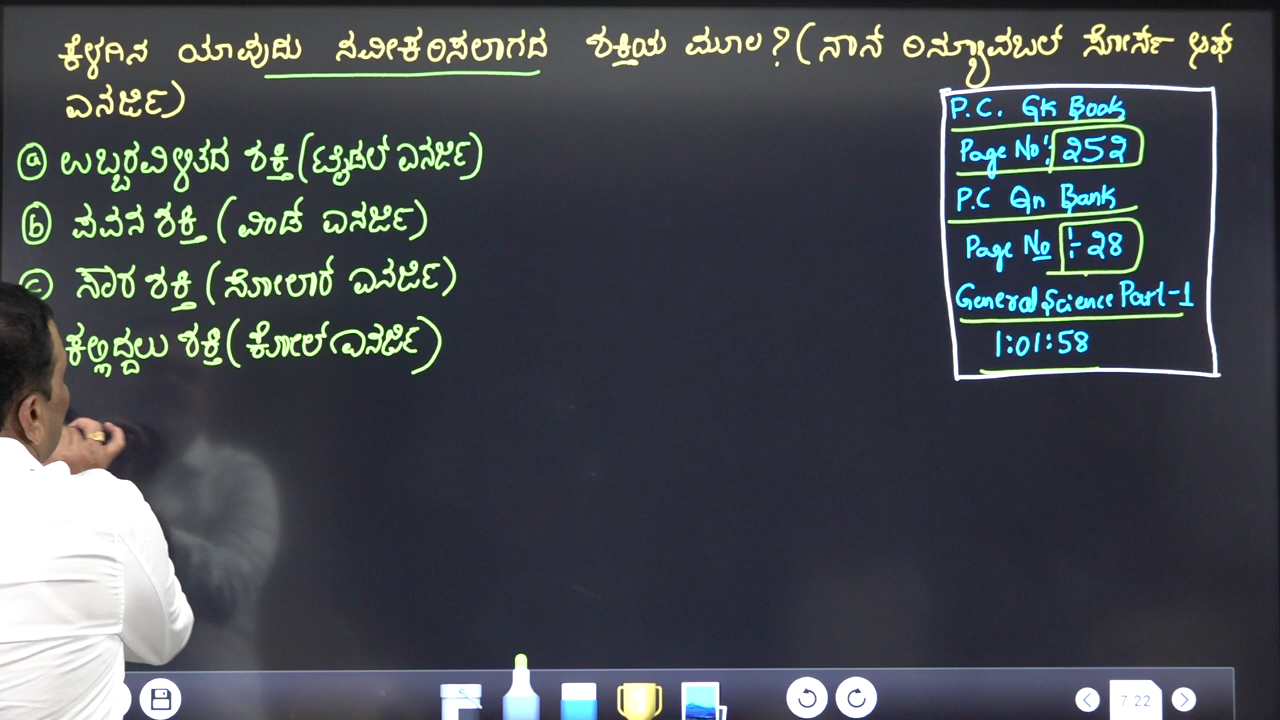 ಕೆಳಗಿನ ಯಾವುದು ನವೀಕರಿಸಲಾಗದ ಶಕ್ತಿಯ ಮೂಲ? (ನಾನ್ ರಿನ್ಯೂವಬಲ್ ಸೋರ್ಸ್ ಆಫ್
ಎನರ್ಜಿ)
ⓐ ಉಬ್ಬರವಿಳಿತದ ಶಕ್ತಿ (ಟೈಡಲ್ ಎನರ್ಜಿ)
ⓑ ಪವನ ಶಕ್ತಿ (ವಿಂಡ್ ಎನರ್ಜಿ)
ⓒ ಸೌರ ಶಕ್ತಿ (ಸೋಲಾರ್ ಎನರ್ಜಿ)
ಕಲ್ಲಿದ್ದಲು ಶಕ್ತಿ (ಕೋಲ್ ಎನರ್ಜಿ)
P.C. GK Book
Page No:- 252
P.C Qn Bank
Page No :- 28
General Science Part-1
1:01:58
7 22